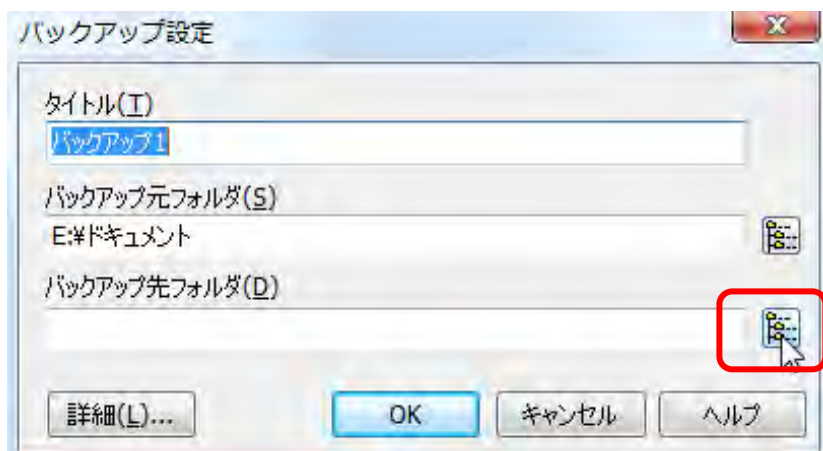 バックアップ設定
タイトル(T)
バックアップ1
バックアップ元フォルダ(S)
E:¥ドキュメント
バックアップ先フォルダ(D)
詳細(L)... OK キャンセル ヘルプ